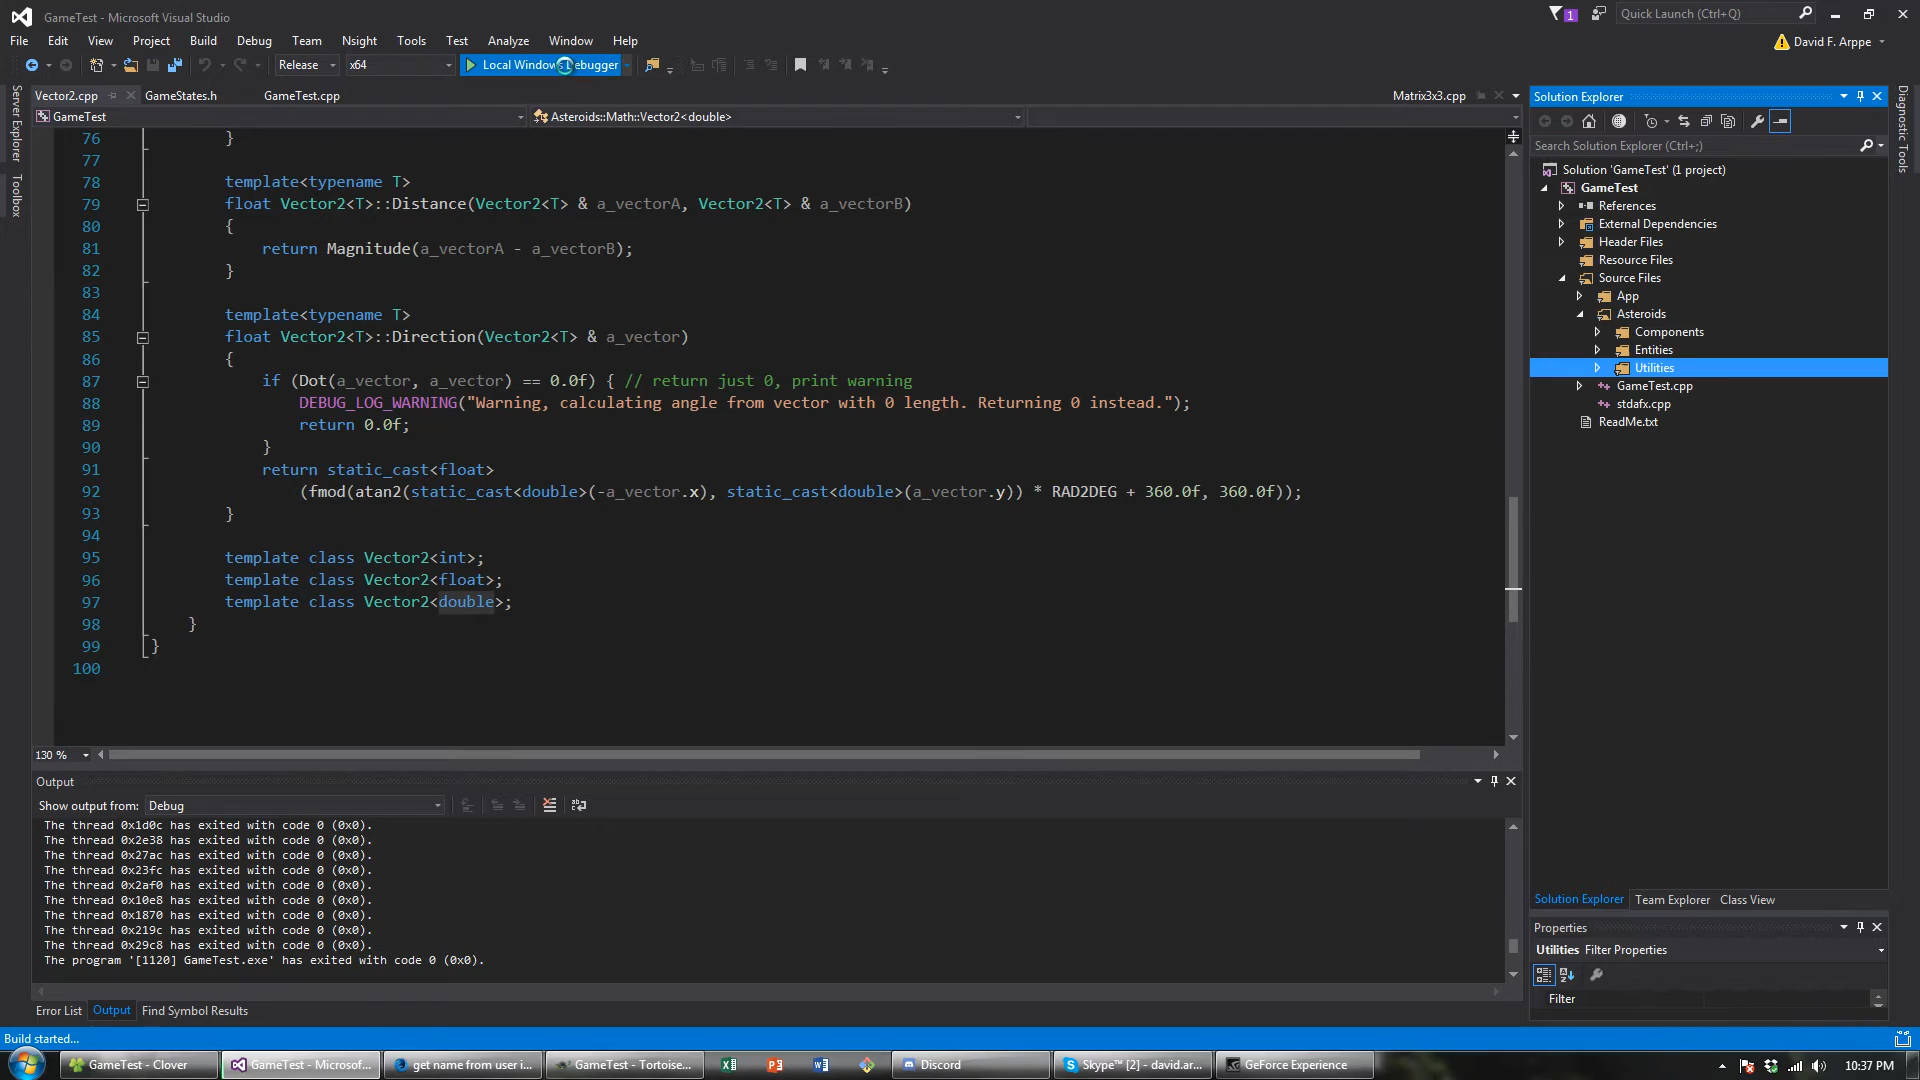 GameTest - Microsoft Visual Studio
1
Quick Launch (Ctrl+Q)
File Edit View Project Build Debug Team Nsight Tools Test Analyze Window Help
David F. Arppe
Release x64 Local Windows Debugger
Vector2.cpp GameStates.h GameTest.cpp Matrix3x3.cpp
GameTest Asteroids::Math::Vector2<double>
Server Explorer
Toolbox
76 }
77
78 template<typename T>
79 float Vector2<T>::Distance(Vector2<T> & a_vectorA, Vector2<T> & a_vectorB)
80 {
81 return Magnitude(a_vectorA - a_vectorB);
82 }
83
84 template<typename T>
85 float Vector2<T>::Direction(Vector2<T> & a_vector)
86 {
87 if (Dot(a_vector, a_vector) == 0.0f) { // return just 0, print warning
88 DEBUG_LOG_WARNING("Warning, calculating angle from vector with 0 length. Returning 0 instead.");
89 return 0.0f;
90 }
91 return static_cast<float>
92 (fmod(atan2(static_cast<double>(-a_vector.x), static_cast<double>(a_vector.y)) * RAD2DEG + 360.0f, 360.0f));
93 }
94
95 template class Vector2<int>;
96 template class Vector2<float>;
97 template class Vector2<double>;
98 }
99 }
100
130 %
Output
Show output from: Debug
The thread 0x1d0c has exited with code 0 (0x0).
The thread 0x2e38 has exited with code 0 (0x0).
The thread 0x27ac has exited with code 0 (0x0).
The thread 0x23fc has exited with code 0 (0x0).
The thread 0x2af0 has exited with code 0 (0x0).
The thread 0x10e8 has exited with code 0 (0x0).
The thread 0x1870 has exited with code 0 (0x0).
The thread 0x219c has exited with code 0 (0x0).
The thread 0x29c8 has exited with code 0 (0x0).
The program '[1120] GameTest.exe' has exited with code 0 (0x0).
Error List Output Find Symbol Results
Solution Explorer
Search Solution Explorer (Ctrl+;)
Solution 'GameTest' (1 project)
GameTest
References
External Dependencies
Header Files
Resource Files
Source Files
App
Asteroids
Components
Entities
Utilities
GameTest.cpp
stdafx.cpp
ReadMe.txt
Solution Explorer Team Explorer Class View
Properties
Utilities Filter Properties
Filter
Diagnostic Tools
Build started...
GameTest - Clover GameTest - Microsof... get name from user i... GameTest - Tortoise... Discord Skype™ [2] - david.ar... GeForce Experience 10:37 PM